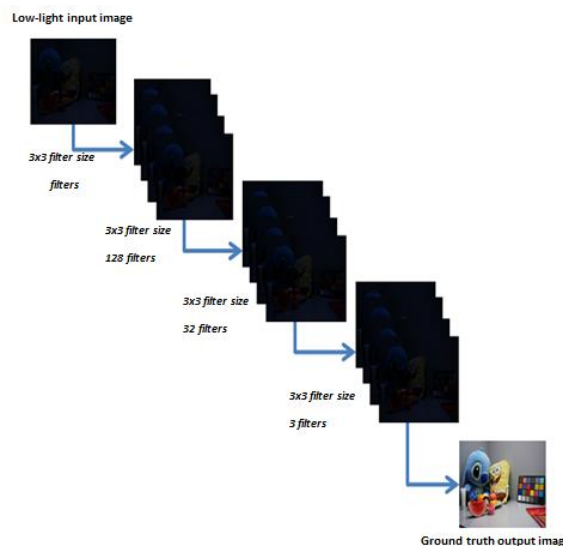 Low-light input image
3x3 filter size
filters
3x3 filter size
128 filters
3x3 filter size
32 filters
3x3 filter size
3 filters
Ground truth output imag